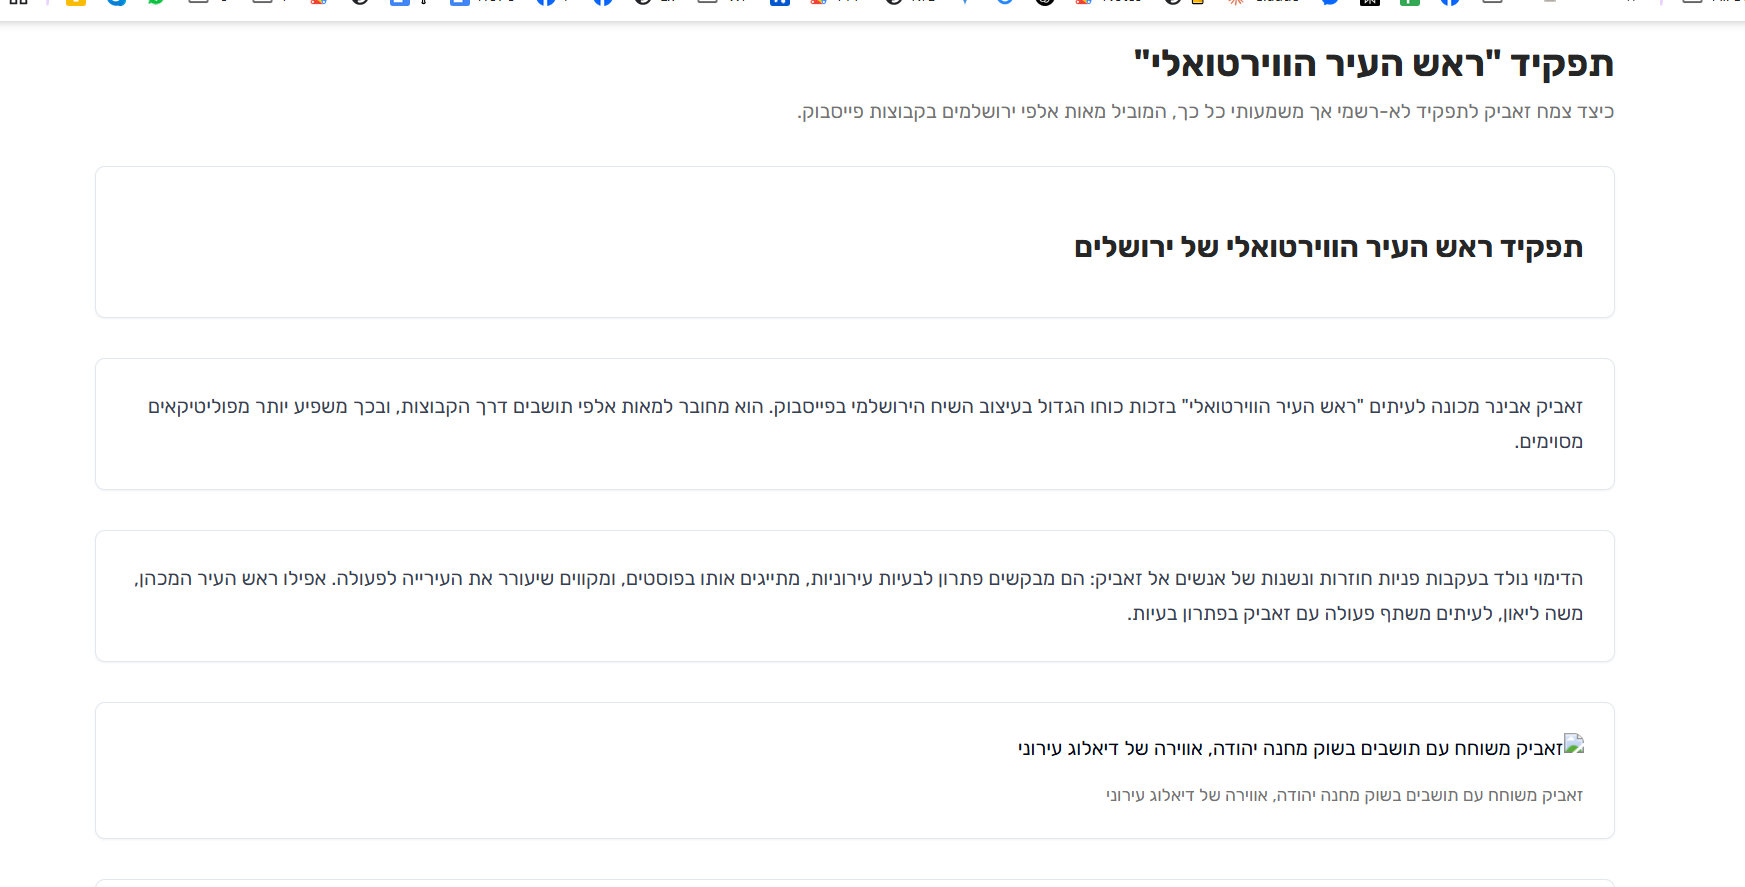 תפקיד "ראש העיר הווירטואלי"
כיצד צמח זאביק לתפקיד לא-רשמי אך משמעותי כל כך, המוביל מאות אלפי ירושלמים בקבוצות פייסבוק.
תפקיד ראש העיר הווירטואלי של ירושלים
זאביק אבינר מכונה לעיתים "ראש העיר הווירטואלי" בזכות כוחו הגדול בעיצוב השיח הירושלמי בפייסבוק. הוא מחובר למאות אלפי תושבים דרך הקבוצות, ובכך משפיע יותר מפוליטיקאים
מסוימים.
הדימוי נולד בעקבות פניות חוזרות ונשנות של אנשים אל זאביק: הם מבקשים פתרון לבעיות עירוניות, מתייגים אותו בפוסטים, ומקווים שיעורר את העירייה לפעולה. אפילו ראש העיר המכהן,
משה ליאון, לעיתים משתף פעולה עם זאביק בפתרון בעיות.
זאביק משוחח עם תושבים בשוק מחנה יהודה, אווירה של דיאלוג עירוני
זאביק משוחח עם תושבים בשוק מחנה יהודה, אווירה של דיאלוג עירוני